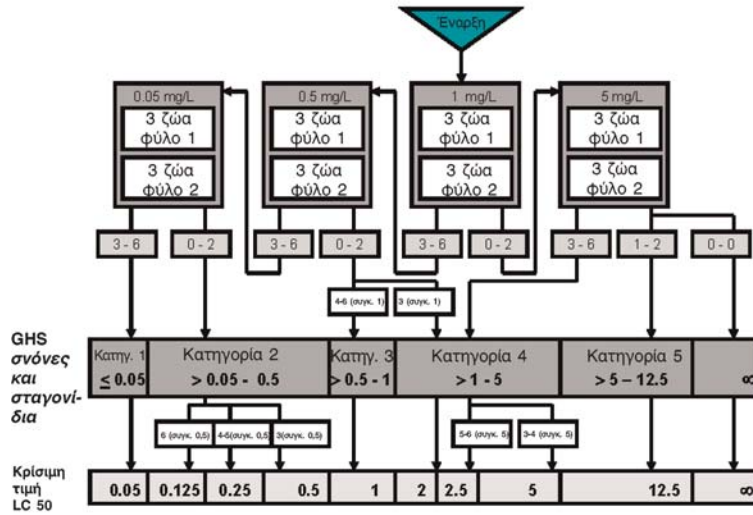 Έναρξη
0.05 mg/L
0.5 mg/L
1 mg/L
5 mg/L
3 ζώα
φύλο 1
3 ζώα
φύλο 1
3 ζώα
φύλο 1
3 ζώα
φύλο 1
3 ζώα
φύλο 2
3 ζώα
φύλο 2
3 ζώα
φύλο 2
3 ζώα
φύλο 2
3 - 6
0 - 2
3 - 6
0 - 2
3 - 6
0 - 2
3 - 6
1 - 2
0 - 0
4-6 (συγκ. 1)
3 (συγκ. 1)
GHS
σνόνες
και
σταγονί-
δια
Κατηγ. 1
≤ 0.05
Κατηγορία 2
> 0.05 - 0.5
Κατηγ. 3
> 0.5 - 1
Κατηγορία 4
> 1 - 5
Κατηγορία 5
> 5 – 12.5
∞
6 (συγκ. 0,5)
4-5(συγκ. 0,5)
3(συγκ. 0,5)
5-6 (συγκ. 5)
3-4 (συγκ. 5)
Κρίσιμη
τιμή
LC 50
0.05
0.125
0.25
0.5
1
2
2.5
5
12.5
∞